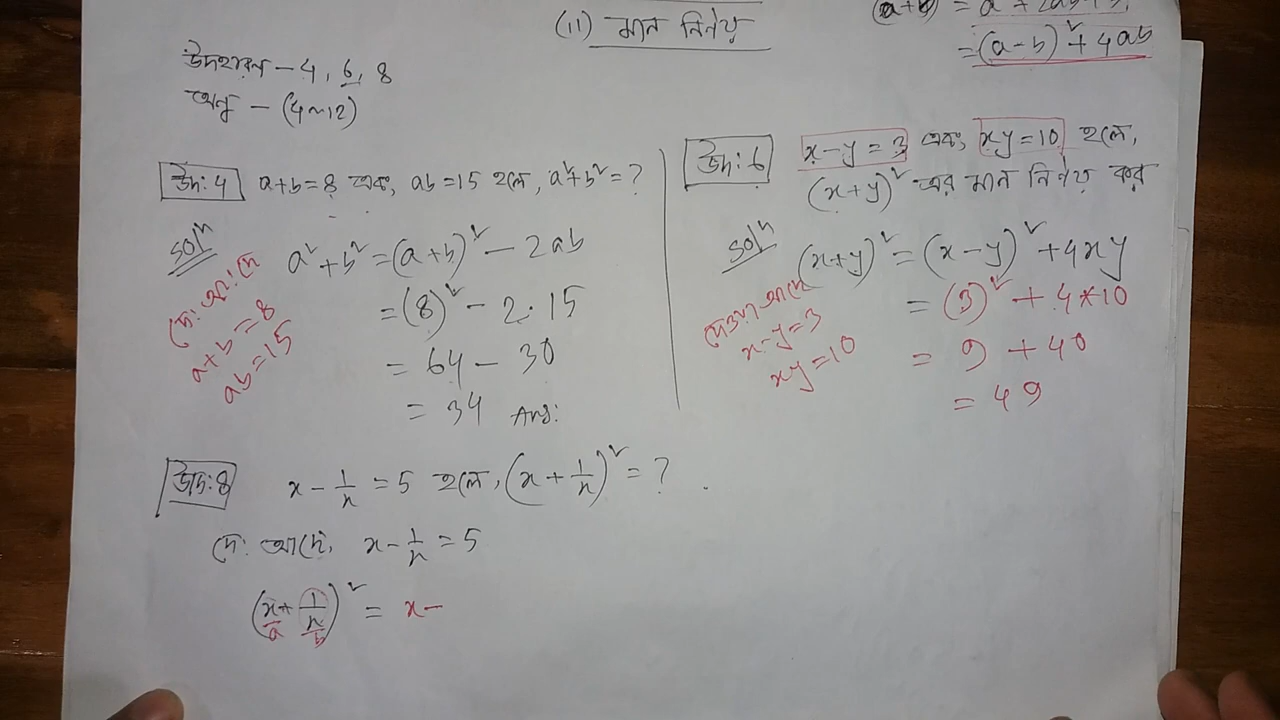 (11) মান নির্ণয়
= (a-b)² + 4ab
উদহারন - 4, 6, 8
অনু - (4~12)
উদ: 4 a+b=8 এবং, ab=15 হলে, a²+b²=?
solⁿ
a²+b² = (a+b)² - 2ab
= (8)² - 2·15
= 64 - 30
= 34 Ans:
দে: আছে
a+b=8
ab=15
উদ: 6 x-y=3 এবং, xy=10 হলে,
(x+y)² এর মান নির্ণয় কর
solⁿ
(x+y)² = (x-y)² + 4xy
= (3)² + 4*10
= 9 + 40
= 49
দেওয়া আছে
x-y=3
xy=10
উদ: 8 x - 1/x = 5 হলে, (x + 1/x)² = ?
দে: আছে, x - 1/x = 5
(x + 1/x)² = x -
a b